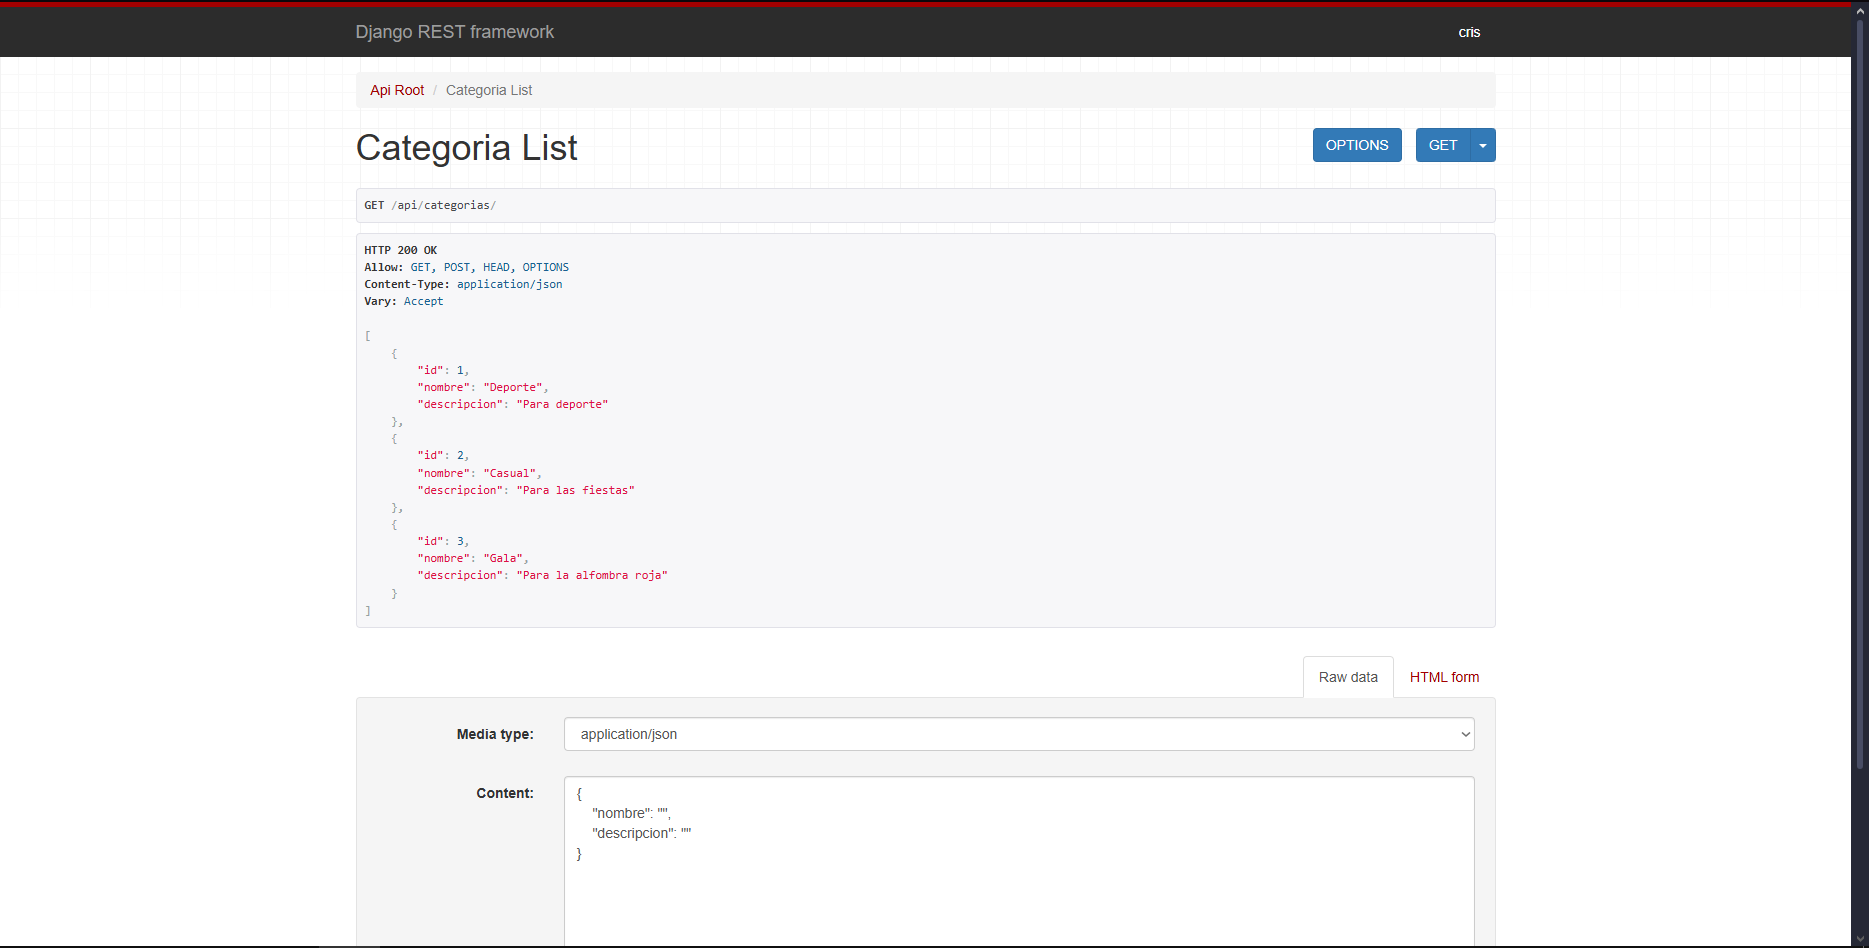 Django REST framework
cris
Api Root / Categoria List
Categoria List
OPTIONS
GET
GET /api/categorias/
HTTP 200 OK
Allow: GET, POST, HEAD, OPTIONS
Content-Type: application/json
Vary: Accept
[
    {
        "id": 1,
        "nombre": "Deporte",
        "descripcion": "Para deporte"
    },
    {
        "id": 2,
        "nombre": "Casual",
        "descripcion": "Para las fiestas"
    },
    {
        "id": 3,
        "nombre": "Gala",
        "descripcion": "Para la alfombra roja"
    }
]
Raw data
HTML form
Media type:
application/json
Content:
{
    "nombre": "",
    "descripcion": ""
}